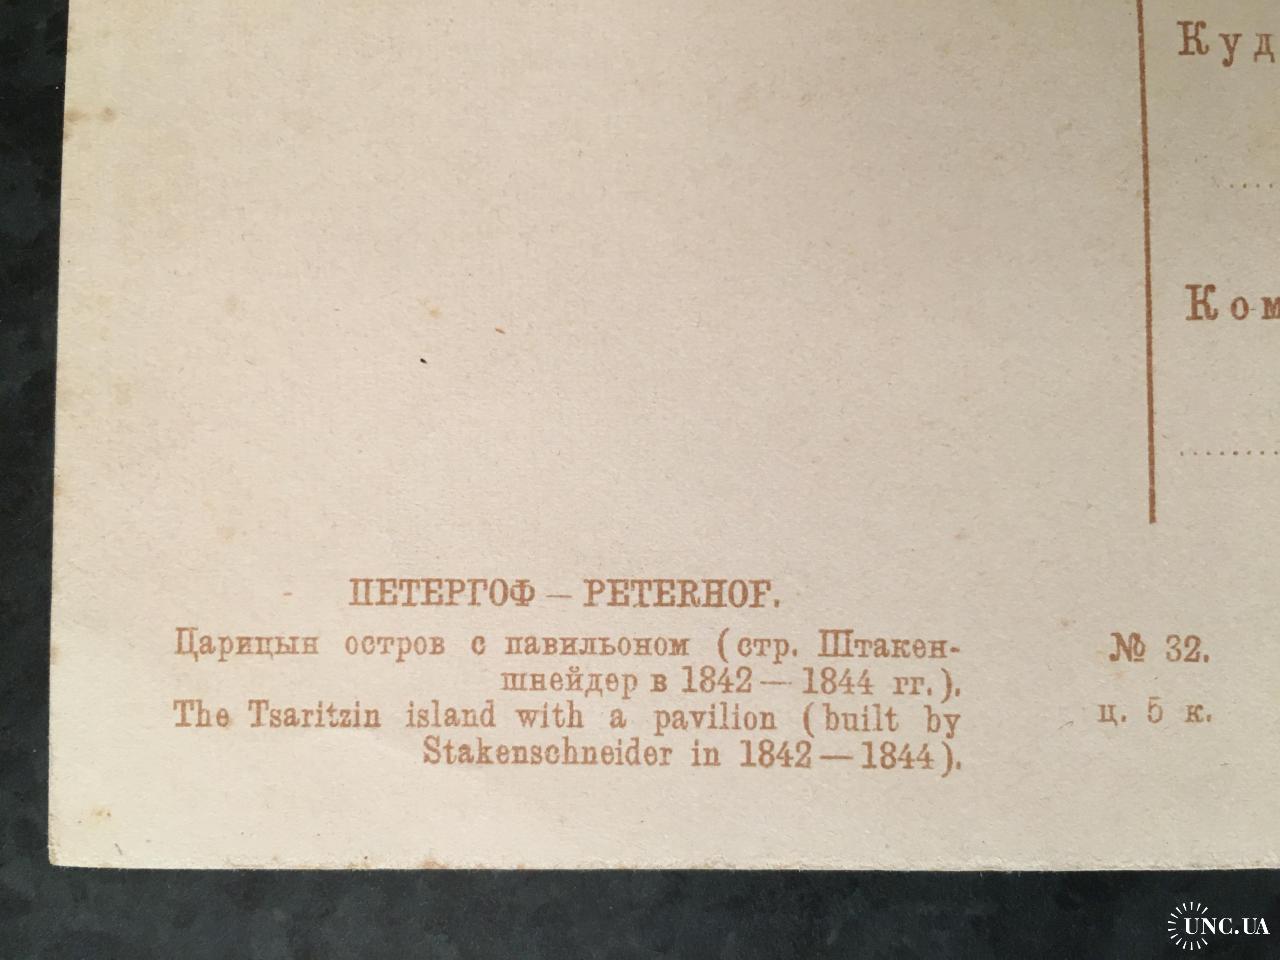 Куд
Ком
ПЕТЕРГОФ — PETERHOF.
Царицын остров с павильоном (стр. Штакен-
шнейдер в 1842 — 1844 гг.).
The Tsaritzin island with a pavilion (built by
Stakenschneider in 1842 — 1844).
№ 32.
ц. 5 к.
UNC.UA